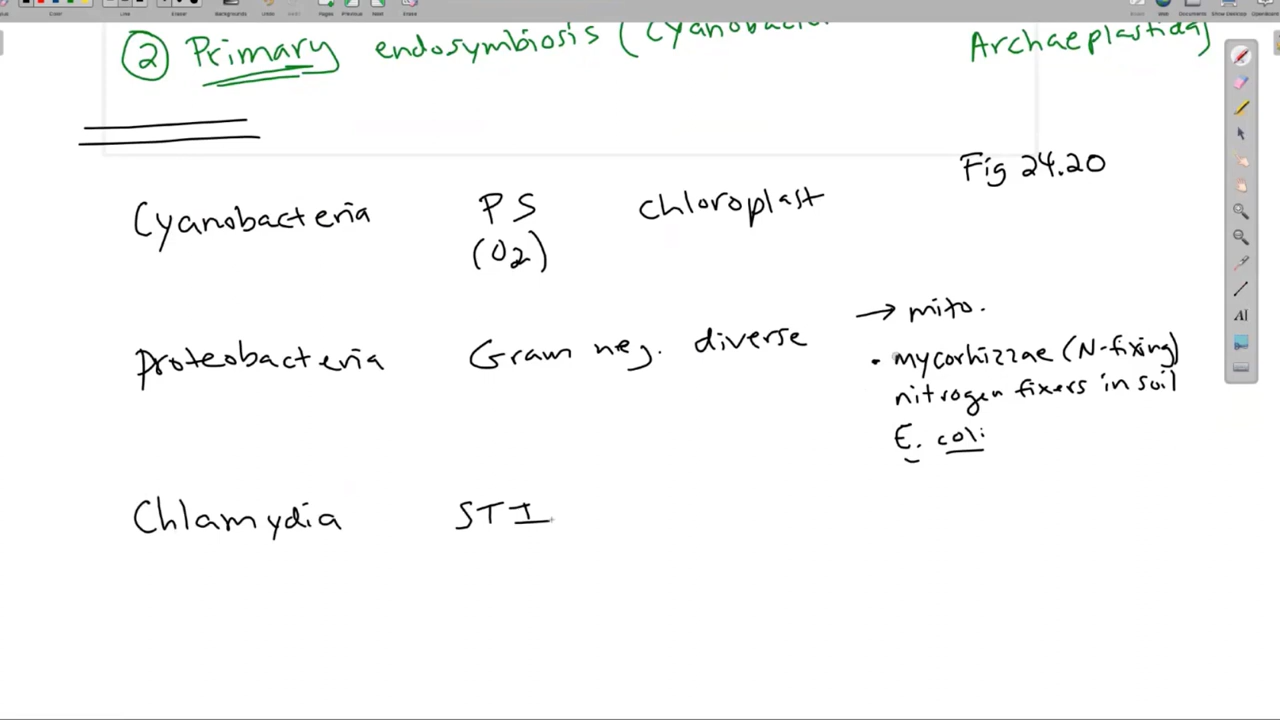 ② Primary endosymbiosis (Cyanobacter Archaeplastida)
Fig 24.20
Cyanobacteria PS chloroplast
(O2)
→ mito.
Proteobacteria Gram neg. diverse
• mycorhizzae (N-fixing)
nitrogen fixers in soil
E. coli
Chlamydia STI